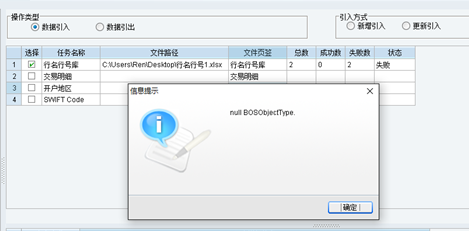 操作类型
数据引入 数据引出
引入方式
新增引入 更新引入
选择 任务名称 文件路径 文件页签 总数 成功数 失败数 状态
1 行名行号库 C:\Users\Ren\Desktop\行名行号1.xlsx 行名行号库 2 0 2 失败
2 交易明细 交易明细
3 开户地区
4 SWIFT Code
信息提示
null BOSObjectType.
确定